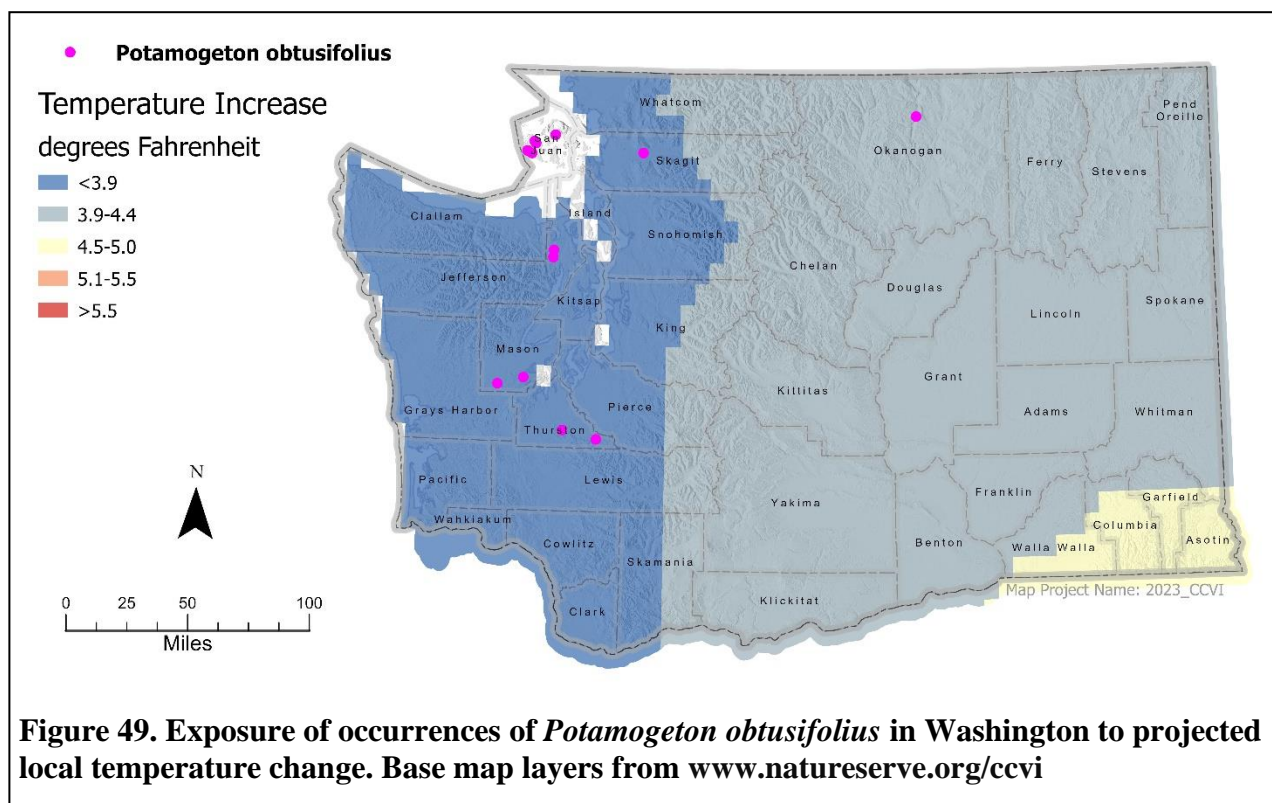 Potamogeton obtusifolius
Temperature Increase
degrees Fahrenheit
<3.9
3.9-4.4
4.5-5.0
5.1-5.5
>5.5
Whatcom
Pend
Oreille
San
Juan
Skagit
Okanogan
Ferry
Stevens
Clallam
Island
Snohomish
Jefferson
Chelan
Douglas
Kitsap
Lincoln
Spokane
King
Mason
Grant
Kittitas
Grays Harbor
Pierce
Adams
Whitman
Thurston
N
Pacific
Lewis
Yakima
Franklin
Garfield
Wahkiakum
Columbia
Cowlitz
Benton
Walla Walla
Asotin
Skamania
Clark
Klickitat
Map Project Name: 2023_CCVI
0 25 50 100
Miles
Figure 49. Exposure of occurrences of Potamogeton obtusifolius in Washington to projected
local temperature change. Base map layers from www.natureserve.org/ccvi